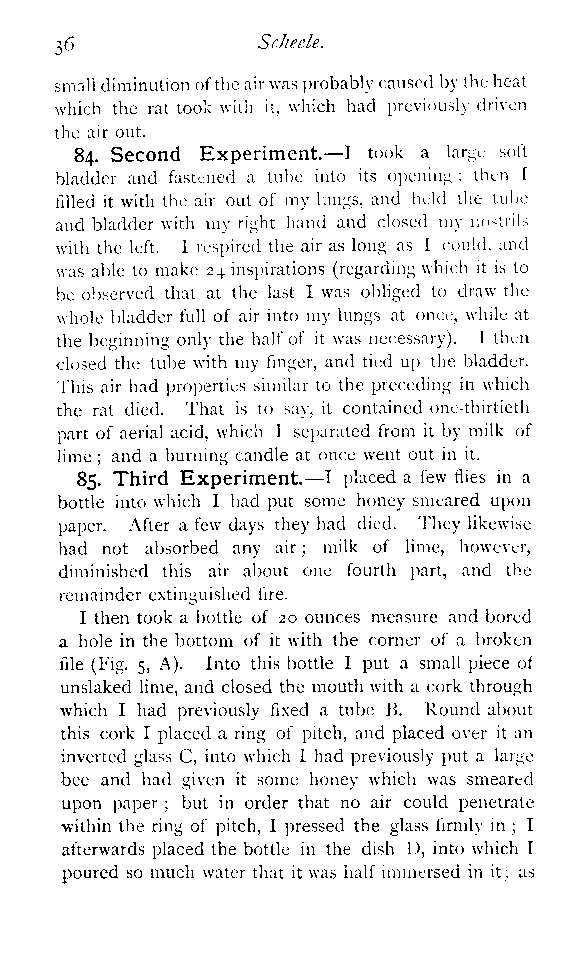 36 Scheele.
small diminution of the air was probably caused by the heat
which the rat took with it, which had previously driven
the air out.
84. Second Experiment.—I took a large soft
bladder and fastened a tube into its opening ; then I
filled it with the air out of my lungs, and held the tube
and bladder with my right hand and closed my nostrils
with the left. I respired the air as long as I could, and
was able to make 24 inspirations (regarding which it is to
be observed that at the last I was obliged to draw the
whole bladder full of air into my lungs at once, while at
the beginning only the half of it was necessary). I then
closed the tube with my finger, and tied up the bladder.
This air had properties similar to the preceding in which
the rat died. That is to say, it contained one-thirtieth
part of aerial acid, which I separated from it by milk of
lime ; and a burning candle at once went out in it.
85. Third Experiment.—I placed a few flies in a
bottle into which I had put some honey smeared upon
paper. After a few days they had died. They likewise
had not absorbed any air ; milk of lime, however,
diminished this air about one fourth part, and the
remainder extinguished fire.
I then took a bottle of 20 ounces measure and bored
a hole in the bottom of it with the corner of a broken
file (Fig. 5, A). Into this bottle I put a small piece of
unslaked lime, and closed the mouth with a cork through
which I had previously fixed a tube B. Round about
this cork I placed a ring of pitch, and placed over it an
inverted glass C, into which I had previously put a large
bee and had given it some honey which was smeared
upon paper ; but in order that no air could penetrate
within the ring of pitch, I pressed the glass firmly in ; I
afterwards placed the bottle in the dish D, into which I
poured so much water that it was half immersed in it ; as